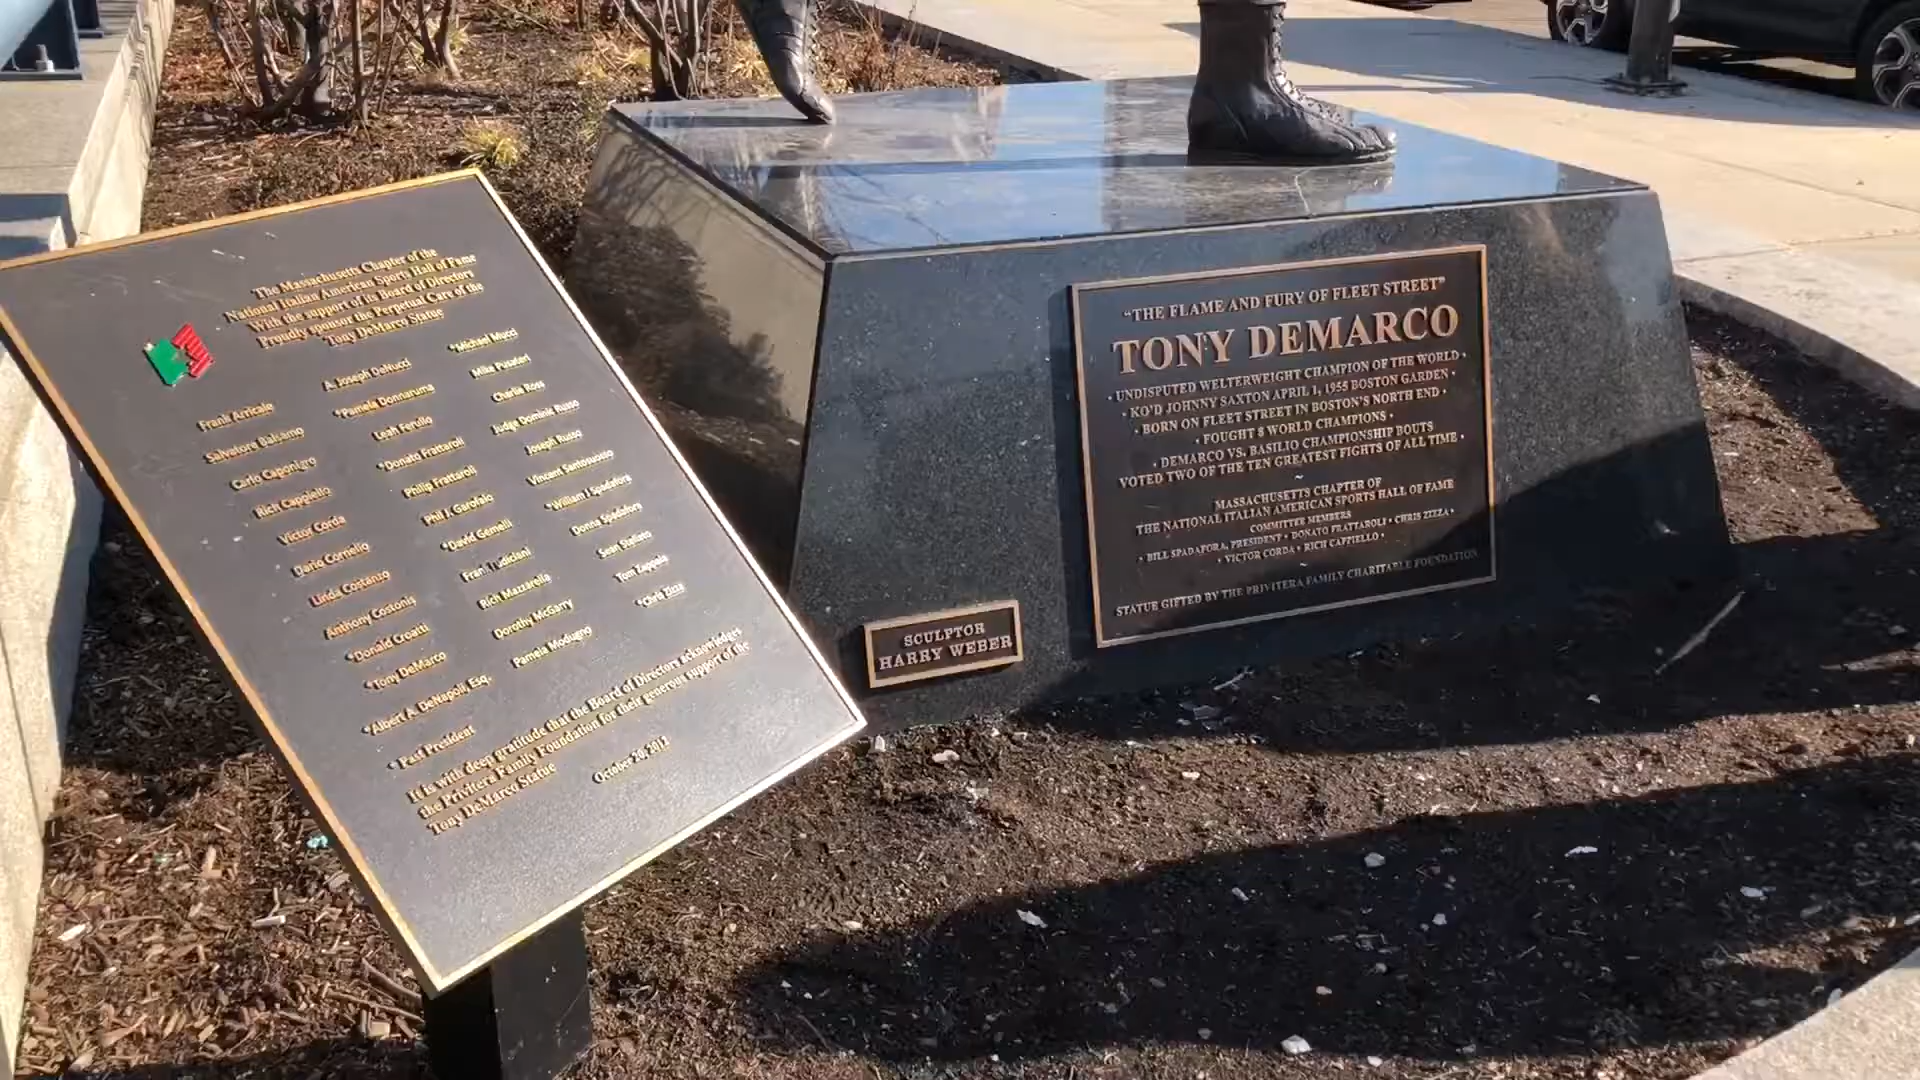 The Massachusetts Chapter of the
National Italian American Sports Hall of Fame
With the support of its Board of Directors
Proudly sponsor the Perpetual Care of the
Tony DeMarco Statue
Frank Arricale
Salvatore Balsamo
Carlo Caponigro
Rich Cappiello
Victor Corda
Dario Cornelio
Linda Costanzo
Anthony Costonis
*Donald Croatti
*Tony DeMarco
*Albert A. DeNapoli, Esq.
A. Joseph DeNucci
*Pamela Donnaruma
Leah Ferullo
*Donato Frattaroli
Philip Frattaroli
Phil J. Garofalo
*David Gemelli
Frank Iudiciani
Rich Mazzarella
Dorothy McGarry
Pamela Modugno
*Michael Mucci
Mike Pusateri
Charlie Ross
Judge Dominic Russo
Joseph Russo
Vincent Santosuosso
*William J Spadafora
Donna Spadafora
Sean Stefano
Tom Zappala
*Chris Zizza
* Past President
It is with deep gratitude that the Board of Directors acknowledges
the Privitera Family Foundation for their generous support of the
Tony DeMarco Statue
October 20, 2012
"THE FLAME AND FURY OF FLEET STREET"
TONY DEMARCO
• UNDISPUTED WELTERWEIGHT CHAMPION OF THE WORLD •
• KO'D JOHNNY SAXTON APRIL 1, 1955 BOSTON GARDEN •
• BORN ON FLEET STREET IN BOSTON'S NORTH END •
• FOUGHT 8 WORLD CHAMPIONS •
• DEMARCO VS. BASILIO CHAMPIONSHIP BOUTS
VOTED TWO OF THE TEN GREATEST FIGHTS OF ALL TIME •
~
MASSACHUSETTS CHAPTER OF
THE NATIONAL ITALIAN AMERICAN SPORTS HALL OF FAME
COMMITTEE MEMBERS
• BILL SPADAFORA, PRESIDENT • DONATO FRATTAROLI • CHRIS ZIZZA •
• VICTOR CORDA • RICH CAPPIELLO •
STATUE GIFTED BY THE PRIVITERA FAMILY CHARITABLE FOUNDATION
SCULPTOR
HARRY WEBER